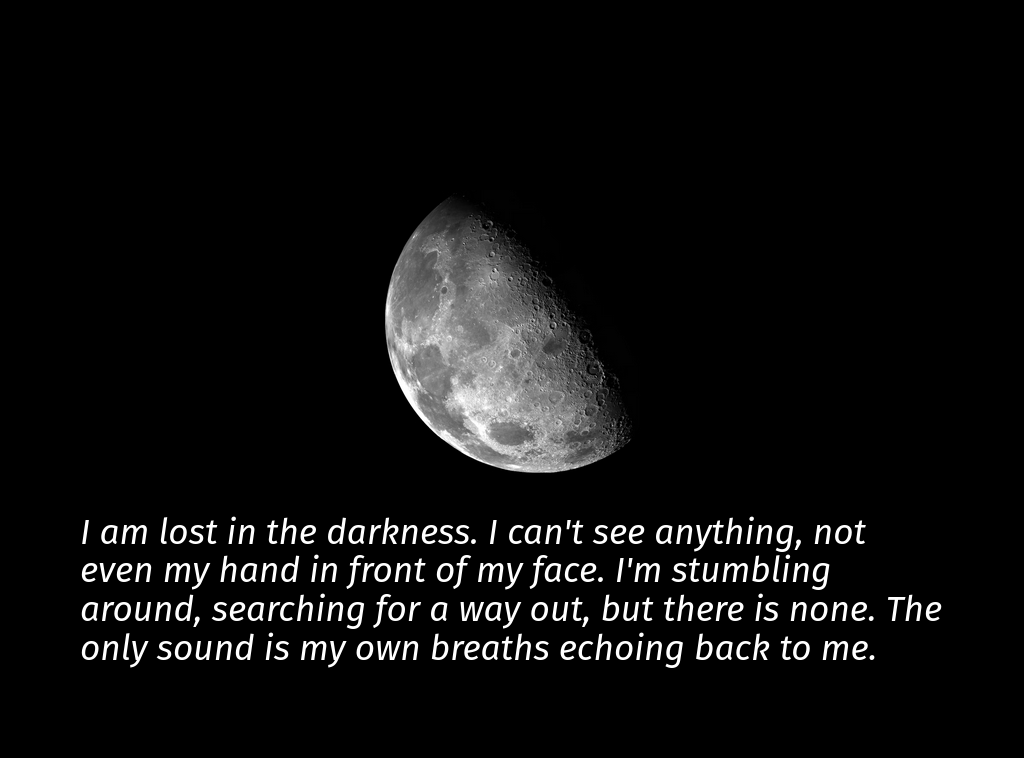 I am lost in the darkness. I can't see anything, not
even my hand in front of my face. I'm stumbling
around, searching for a way out, but there is none. The
only sound is my own breaths echoing back to me.